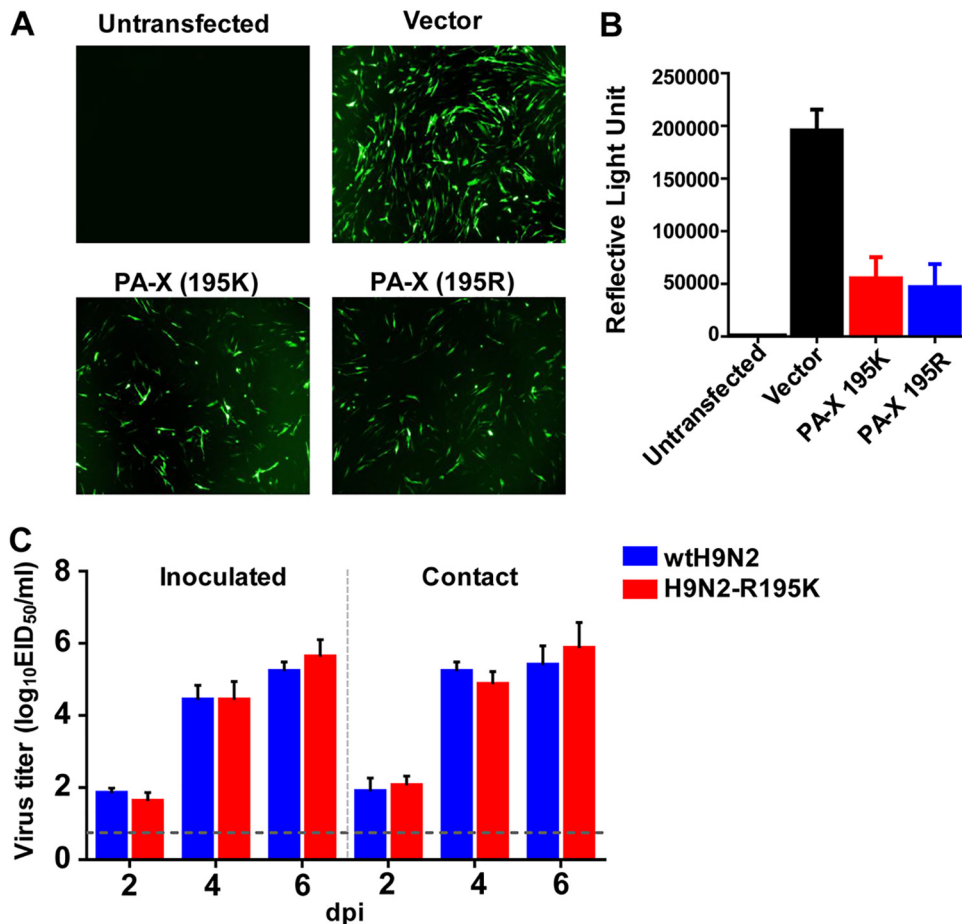 A
Untransfected
Vector
PA-X (195K)
PA-X (195R)
B
Reflective Light Unit
250000
200000
150000
100000
50000
0
Untransfected
Vector
PA-X 195K
PA-X 195R
C
wtH9N2
H9N2-R195K
Inoculated
Contact
Virus titer (log₁₀EID₅₀/ml)
8
6
4
2
0
2 4 6 2 4 6
dpi